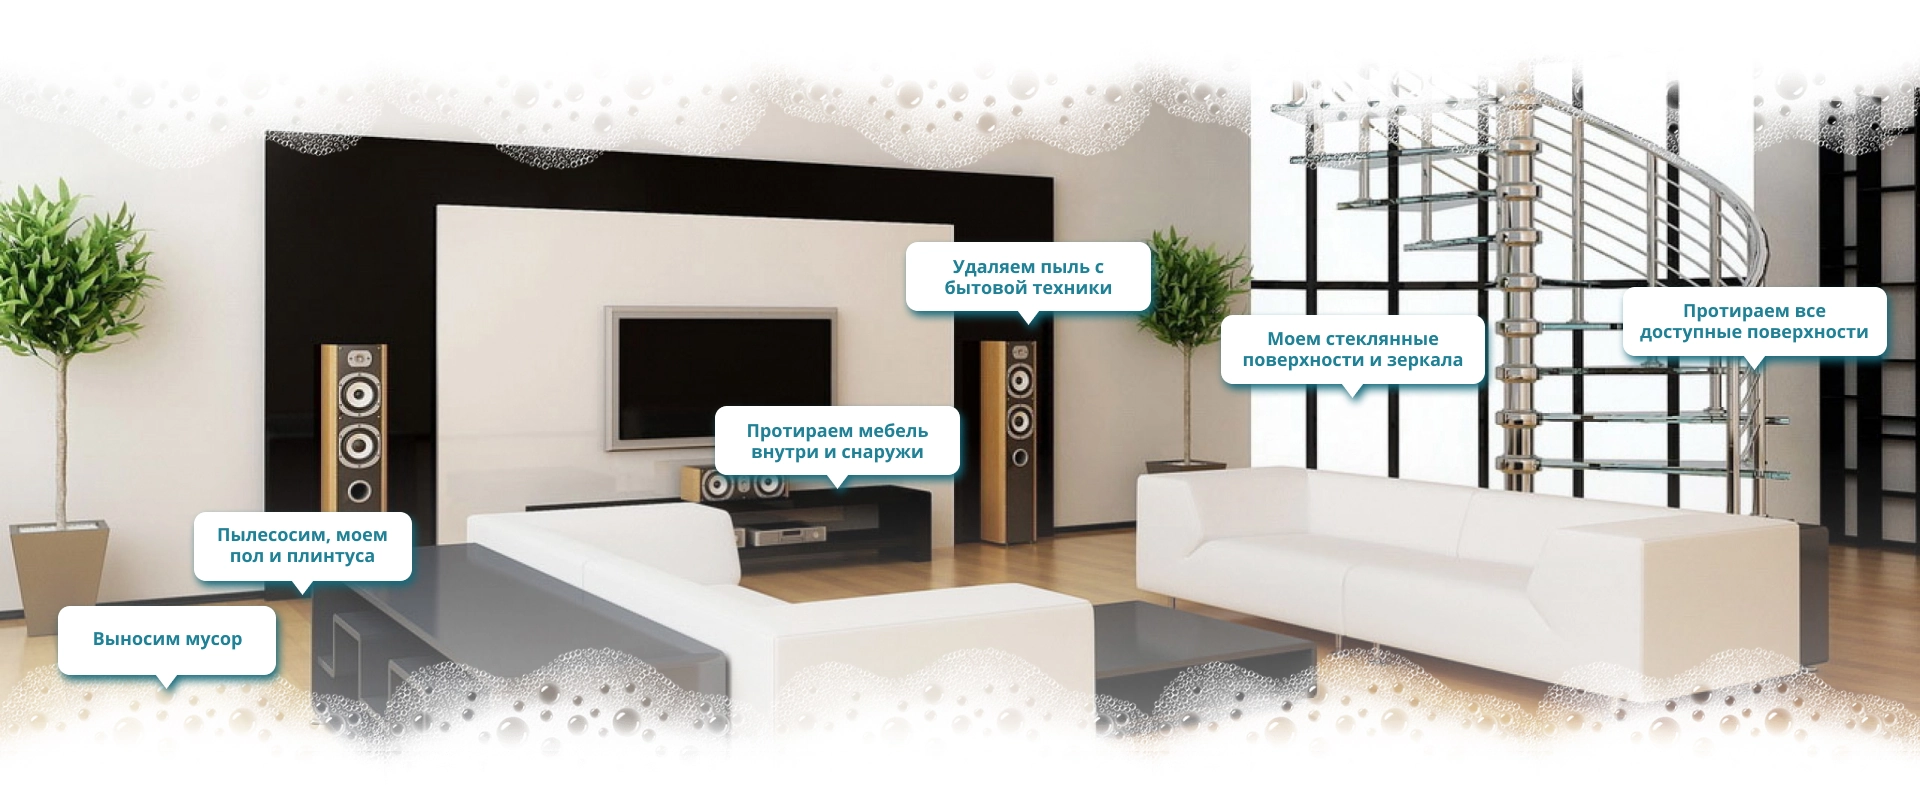 Удаляем пыль с
бытовой техники
Протираем все
доступные поверхности
Моем стеклянные
поверхности и зеркала
Протираем мебель
внутри и снаружи
Пылесосим, моем
пол и плинтуса
Выносим мусор